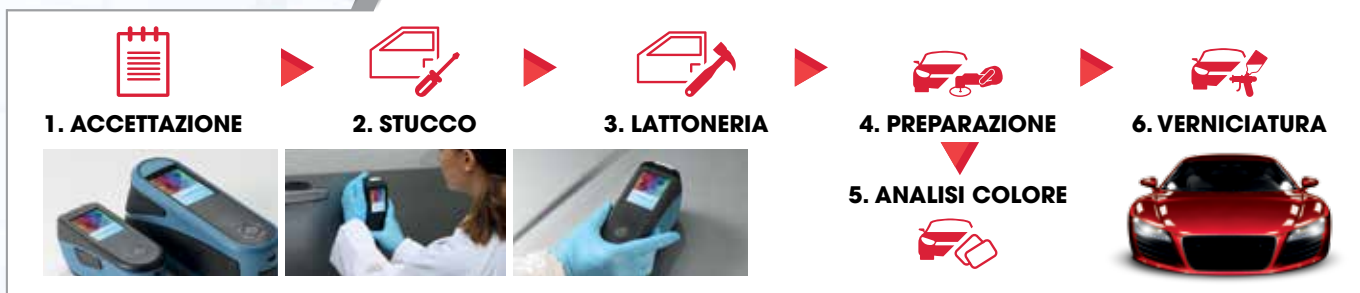 1. ACCETTAZIONE
2. STUCCO
3. LATTONERIA
4. PREPARAZIONE
5. ANALISI COLORE
6. VERNICIATURA